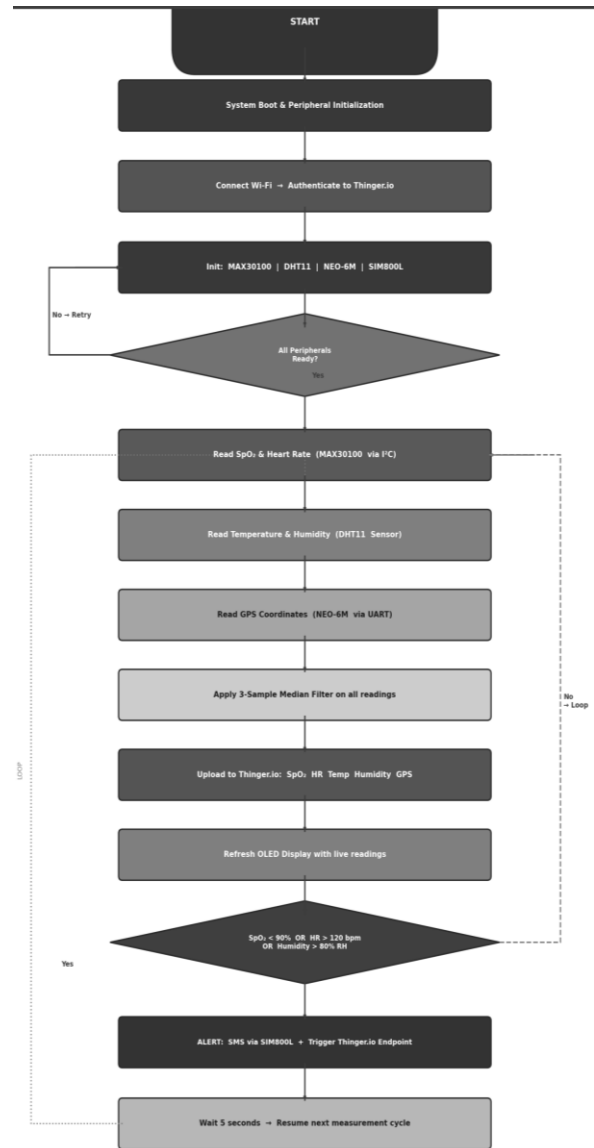 START
System Boot & Peripheral Initialization
Connect Wi-Fi → Authenticate to Thinger.io
Init: MAX30100 | DHT11 | NEO-6M | SIM800L
No → Retry
All Peripherals
Ready?
Yes
Read SpO₂ & Heart Rate (MAX30100 via I²C)
Read Temperature & Humidity (DHT11 Sensor)
Read GPS Coordinates (NEO-6M via UART)
Apply 3-Sample Median Filter on all readings
No
→ Loop
Upload to Thinger.io: SpO₂ HR Temp Humidity GPS
LOOP
Refresh OLED Display with live readings
SpO₂ < 90% OR HR > 120 bpm
OR Humidity > 80% RH
Yes
ALERT: SMS via SIM800L + Trigger Thinger.io Endpoint
Wait 5 seconds → Resume next measurement cycle